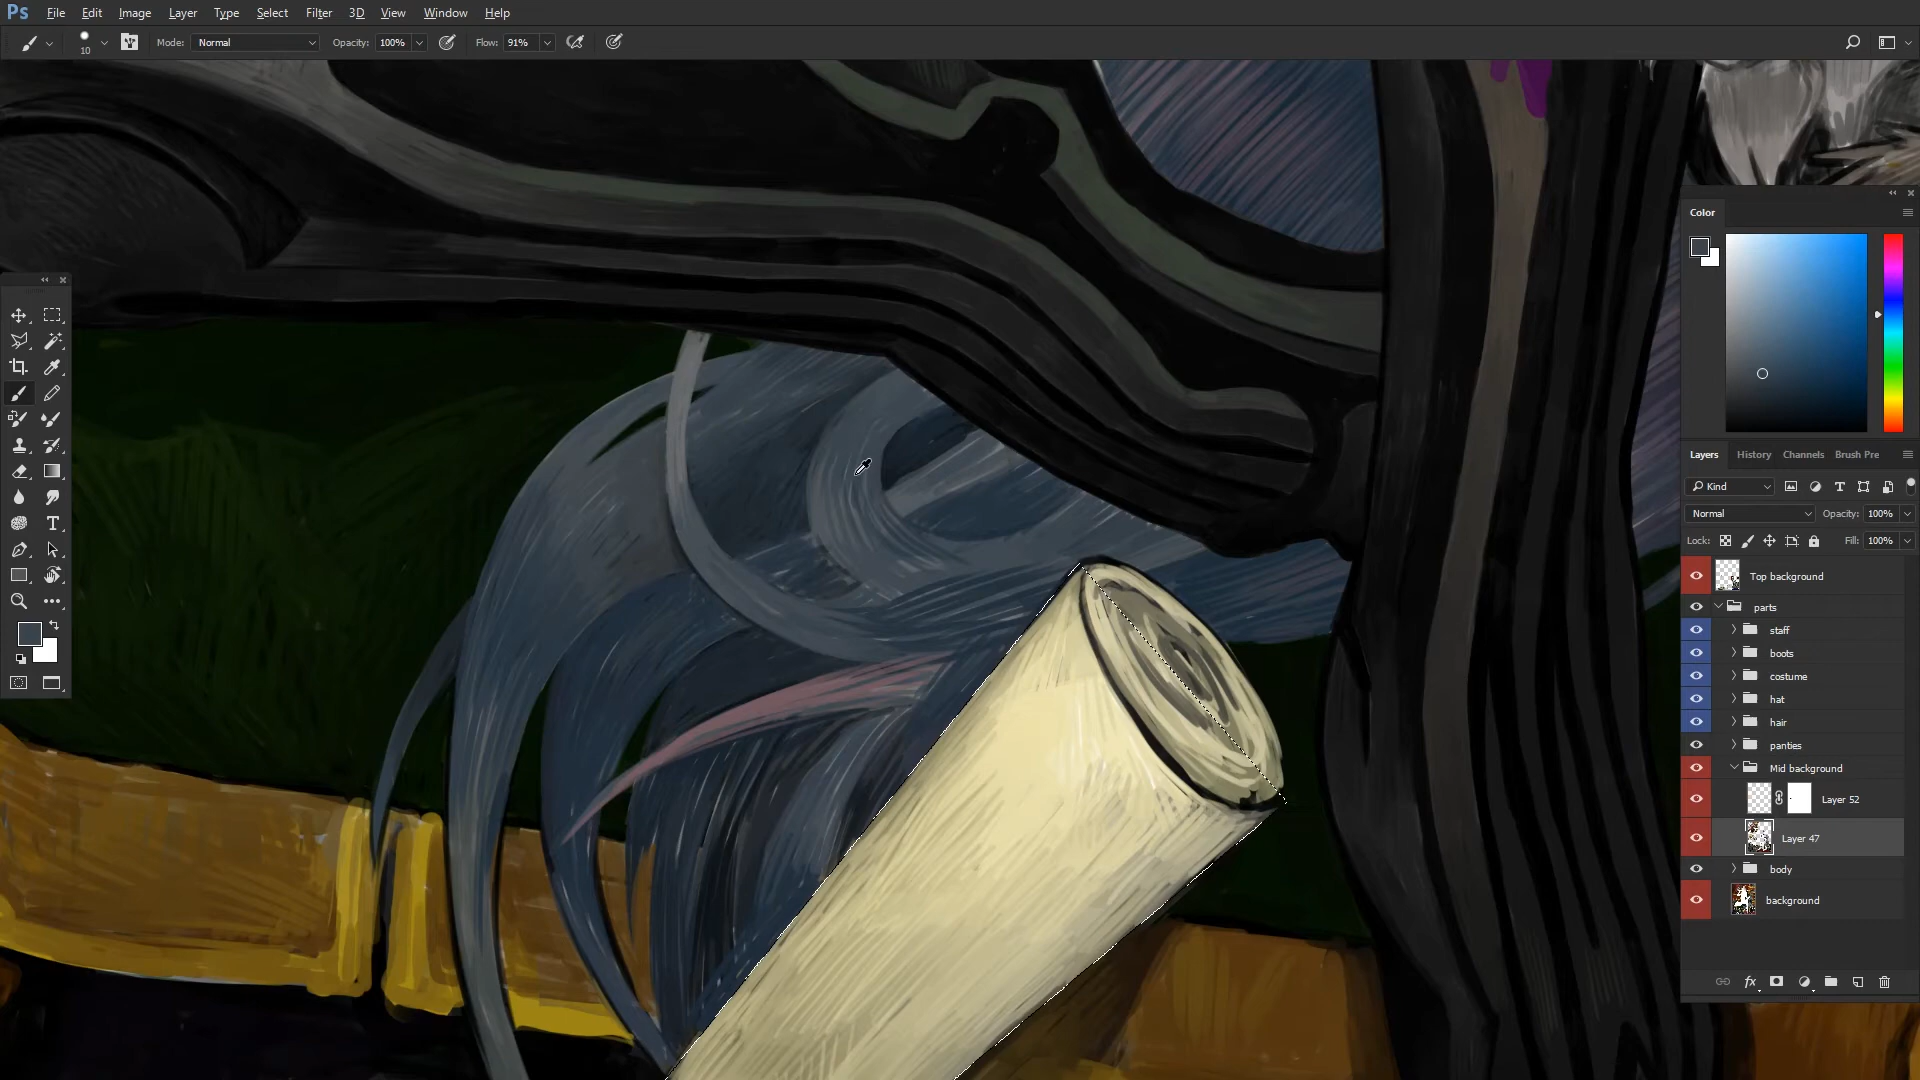 Ps File Edit Image Layer Type Select Filter 3D View Window Help
10 Mode: Normal Opacity: 100% Flow: 91%
Color
Layers History Channels Brush Pre
Kind
Normal Opacity: 100%
Lock: Fill: 100%
Top background
parts
staff
boots
costume
hat
hair
panties
Mid background
Layer 52
Layer 47
body
background
fx